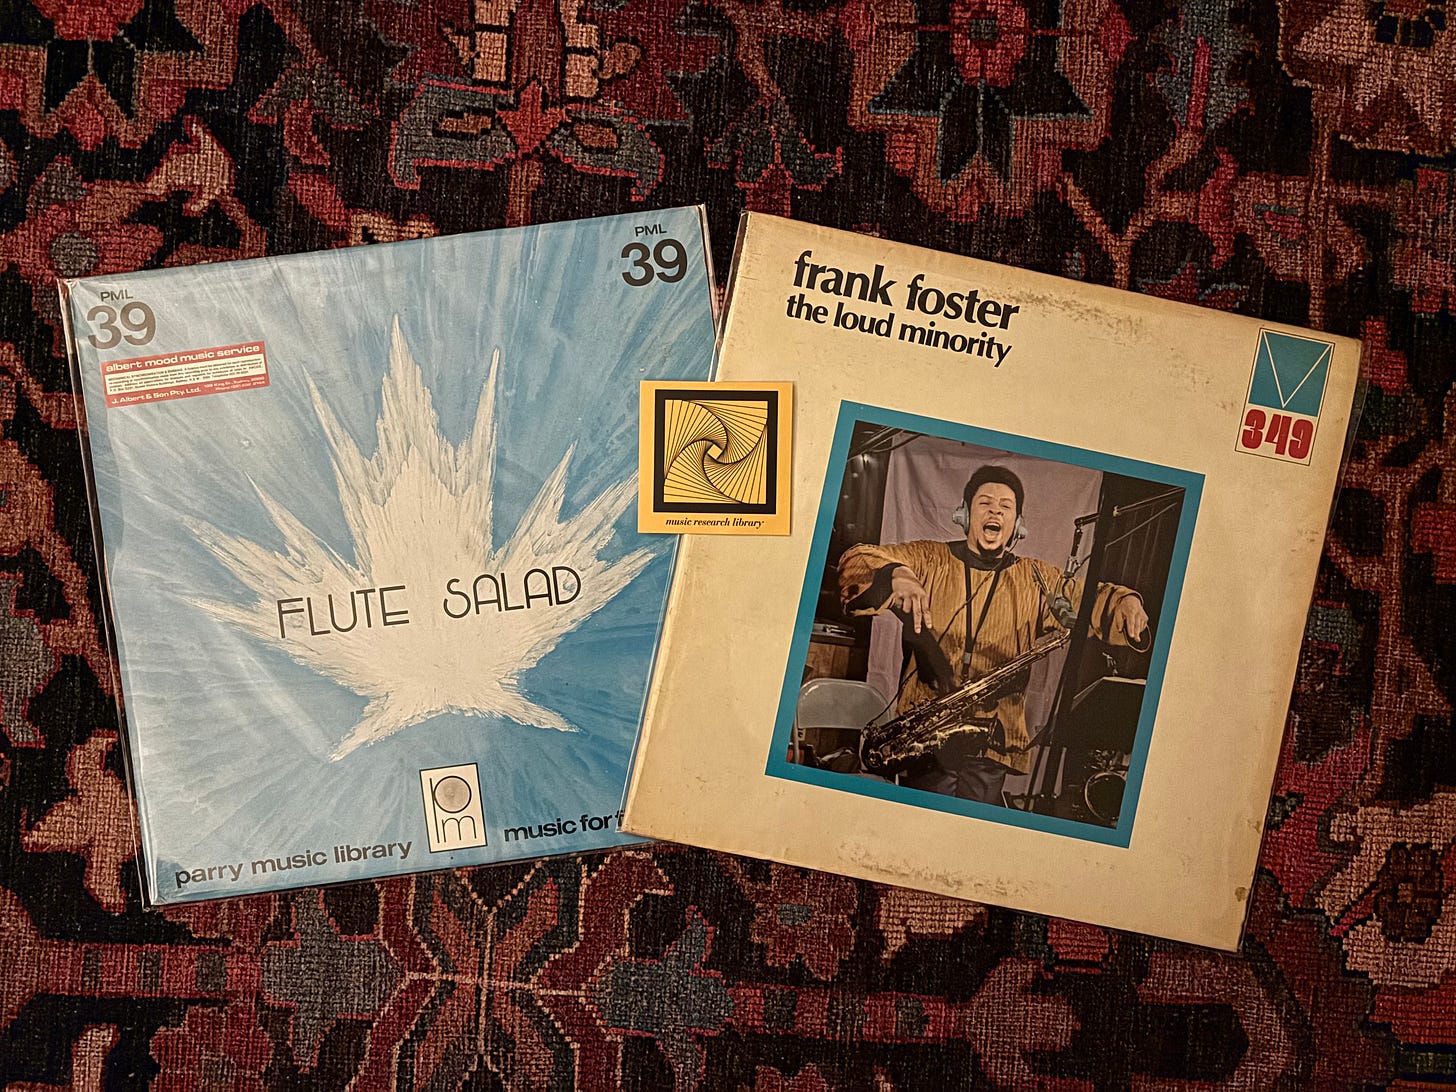 PML
39
PML
39
albert mood music service
J. Albert & Son Pty. Ltd.
FLUTE SALAD
parry music library
pm
music for
music research library
frank foster
the loud minority
349